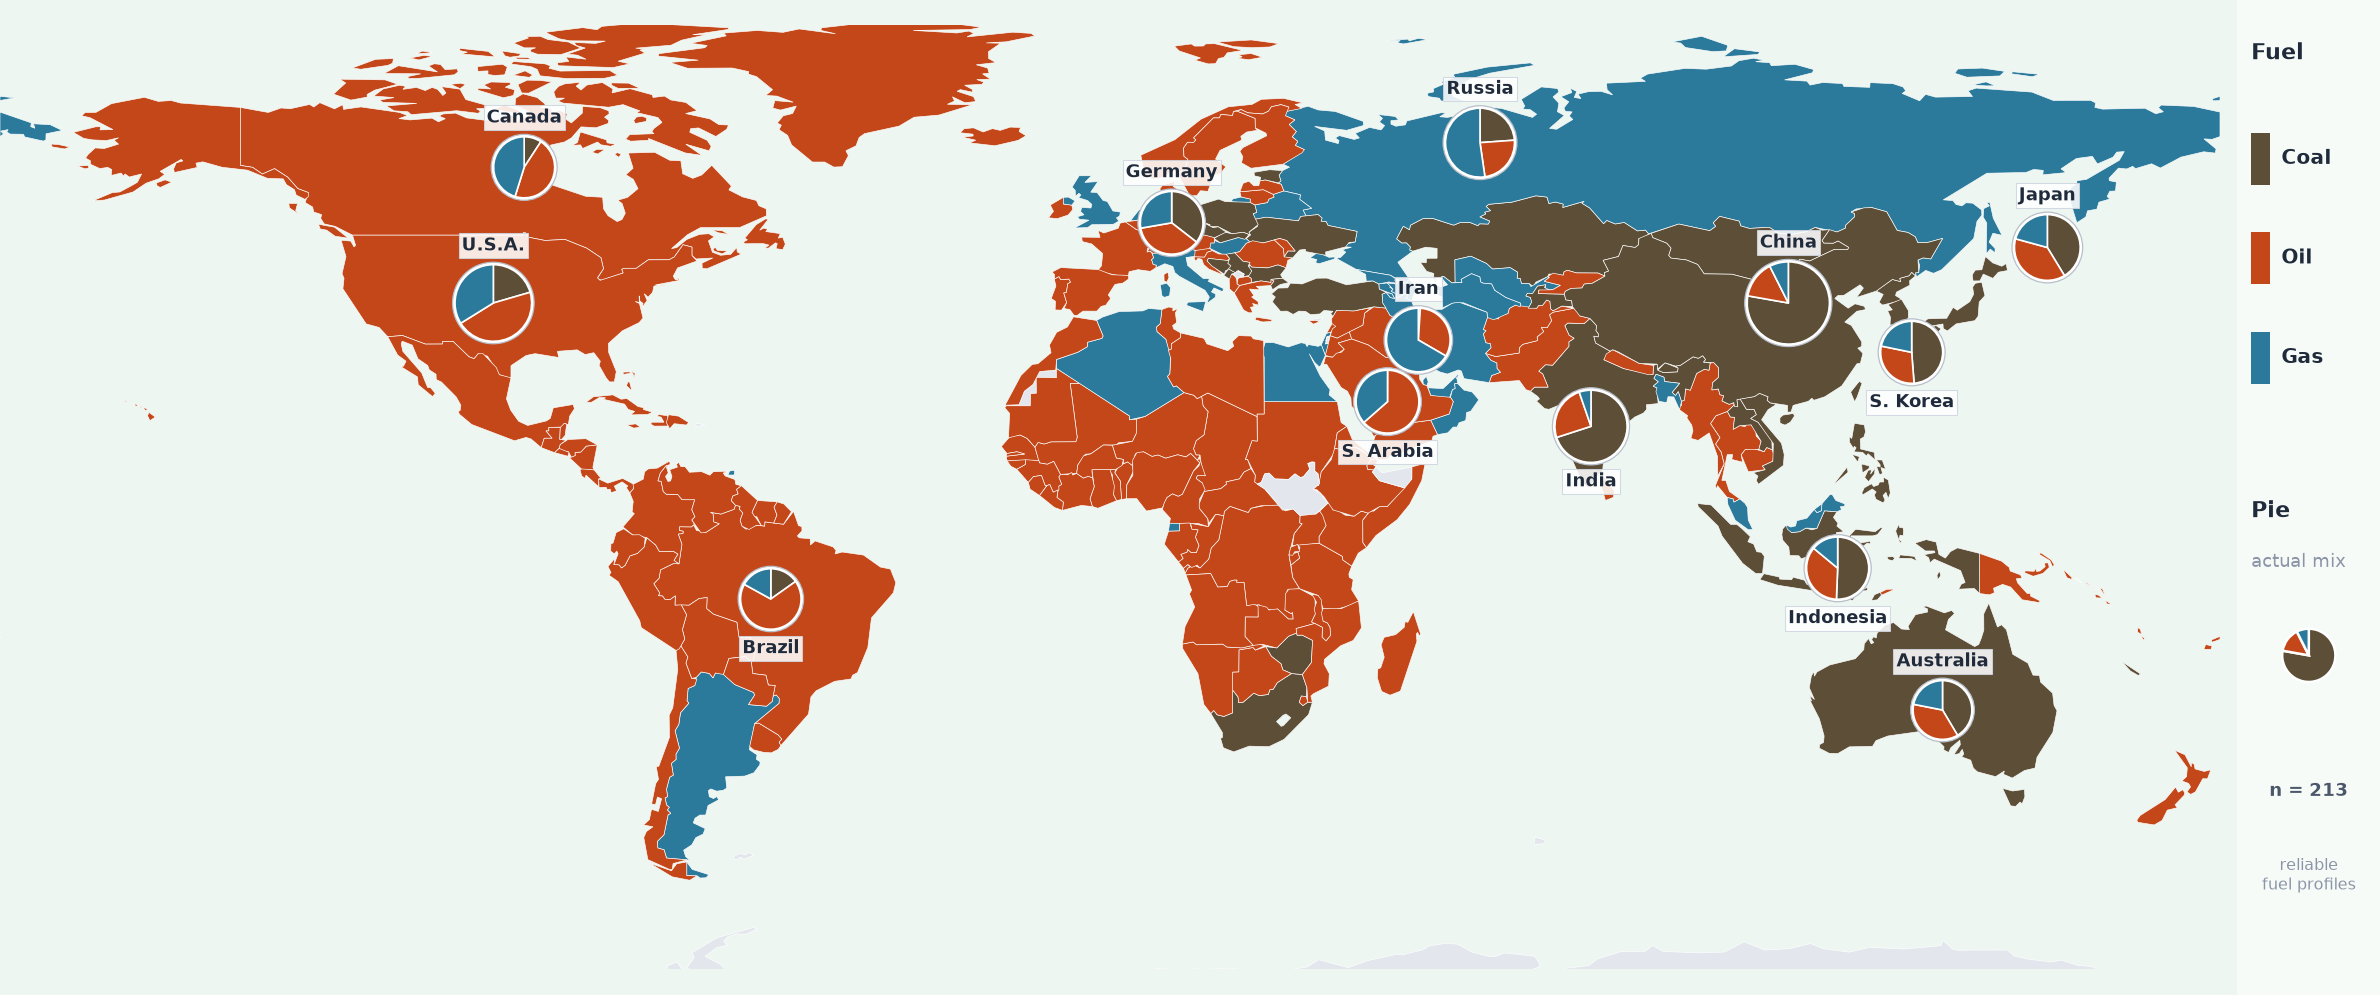 Canada
U.S.A.
Brazil
Germany
Russia
Iran
S. Arabia
India
China
Japan
S. Korea
Indonesia
Australia
Fuel
Coal
Oil
Gas
Pie
actual mix
n = 213
reliable
fuel profiles